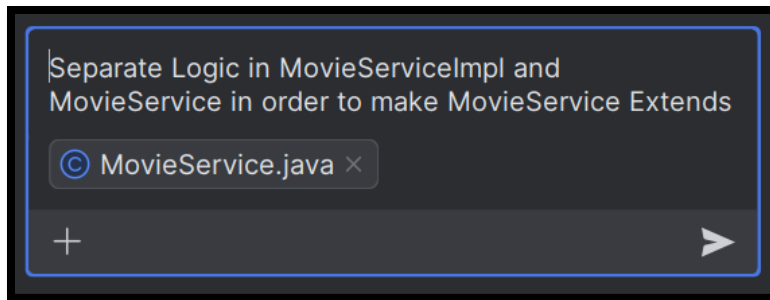 Separate Logic in MovieServiceImpl and
MovieService in order to make MovieService Extends
MovieService.java